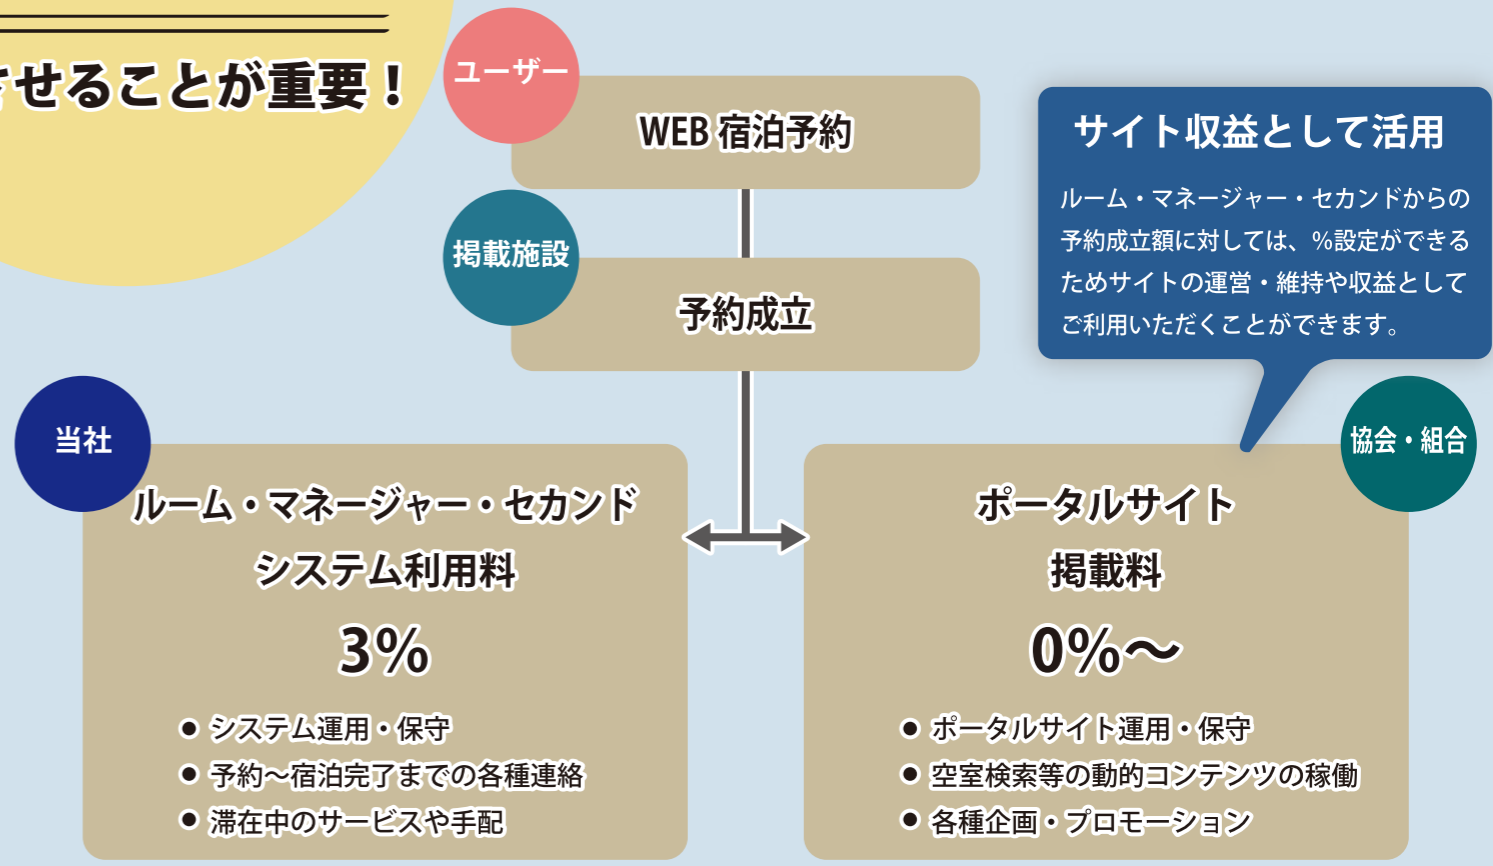 させることが重要！
ユーザー
WEB 宿泊予約
掲載施設
予約成立
サイト収益として活用
ルーム・マネージャー・セカンドからの
予約成立額に対しては、%設定ができる
ためサイトの運営・維持や収益として
ご利用いただくことができます。
当社
ルーム・マネージャー・セカンド
システム利用料
3%
● システム運用・保守
● 予約～宿泊完了までの各種連絡
● 滞在中のサービスや手配
協会・組合
ポータルサイト
掲載料
0%～
● ポータルサイト運用・保守
● 空室検索等の動的コンテンツの稼働
● 各種企画・プロモーション